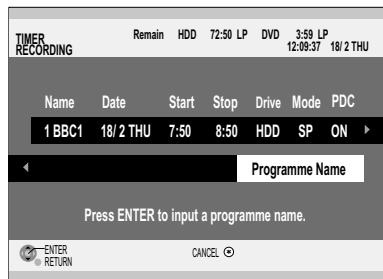 TIMER RECORDING
Remain HDD 72:50 LP DVD 3:59 LP
12:09:37 18/ 2 THU
Name Date Start Stop Drive Mode PDC
1 BBC1 18/ 2 THU 7:50 8:50 HDD SP ON
Programme Name
Press ENTER to input a programme name.
ENTER
RETURN
CANCEL